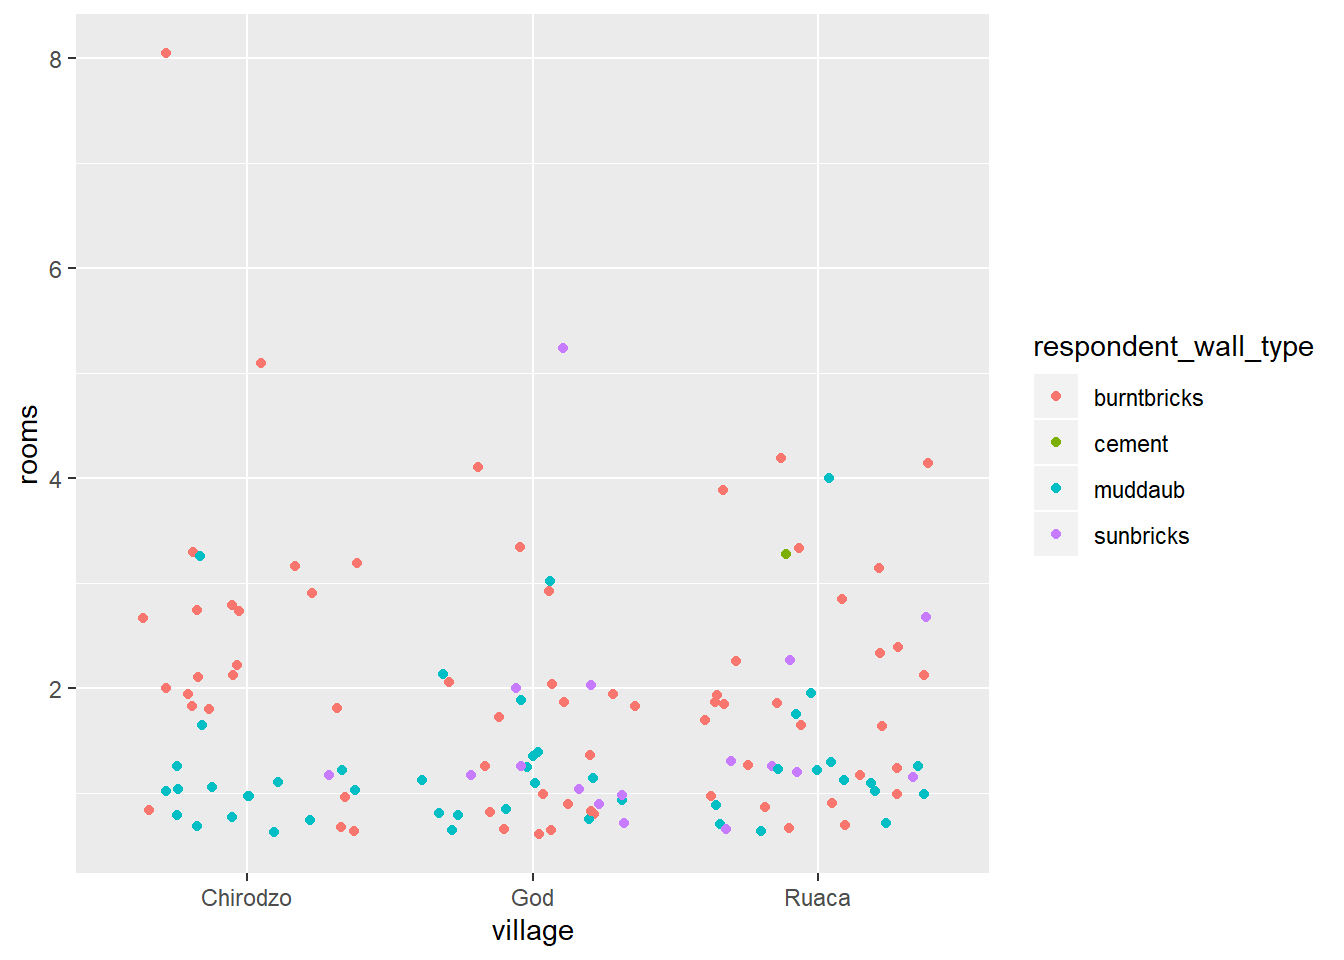 8
6
4
2
rooms
Chirodzo
God
Ruaca
village
respondent_wall_type
burntbricks
cement
muddaub
sunbricks